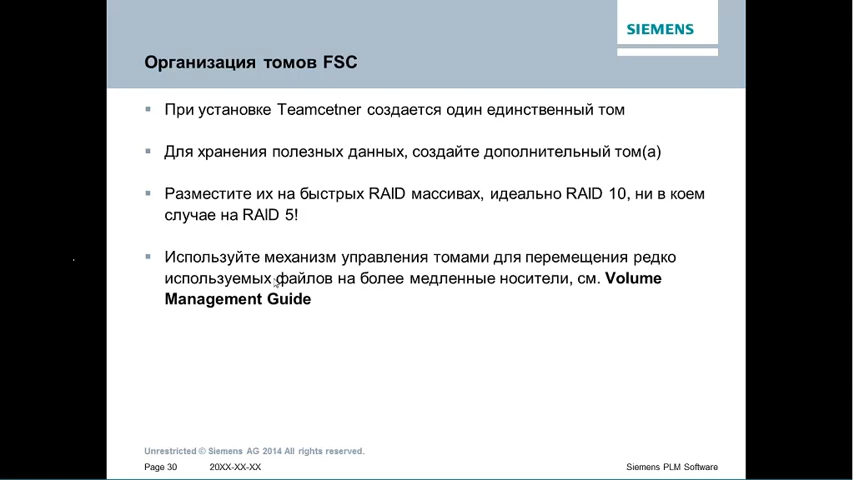 SIEMENS
Организация томов FSC
При установке Teamcetner создается один единственный том
Для хранения полезных данных, создайте дополнительный том(а)
Разместите их на быстрых RAID массивах, идеально RAID 10, ни в коем
случае на RAID 5!
Используйте механизм управления томами для перемещения редко
используемых файлов на более медленные носители, см. Volume
Management Guide
Unrestricted © Siemens AG 2014 All rights reserved.
Page 30 20XX-XX-XX Siemens PLM Software